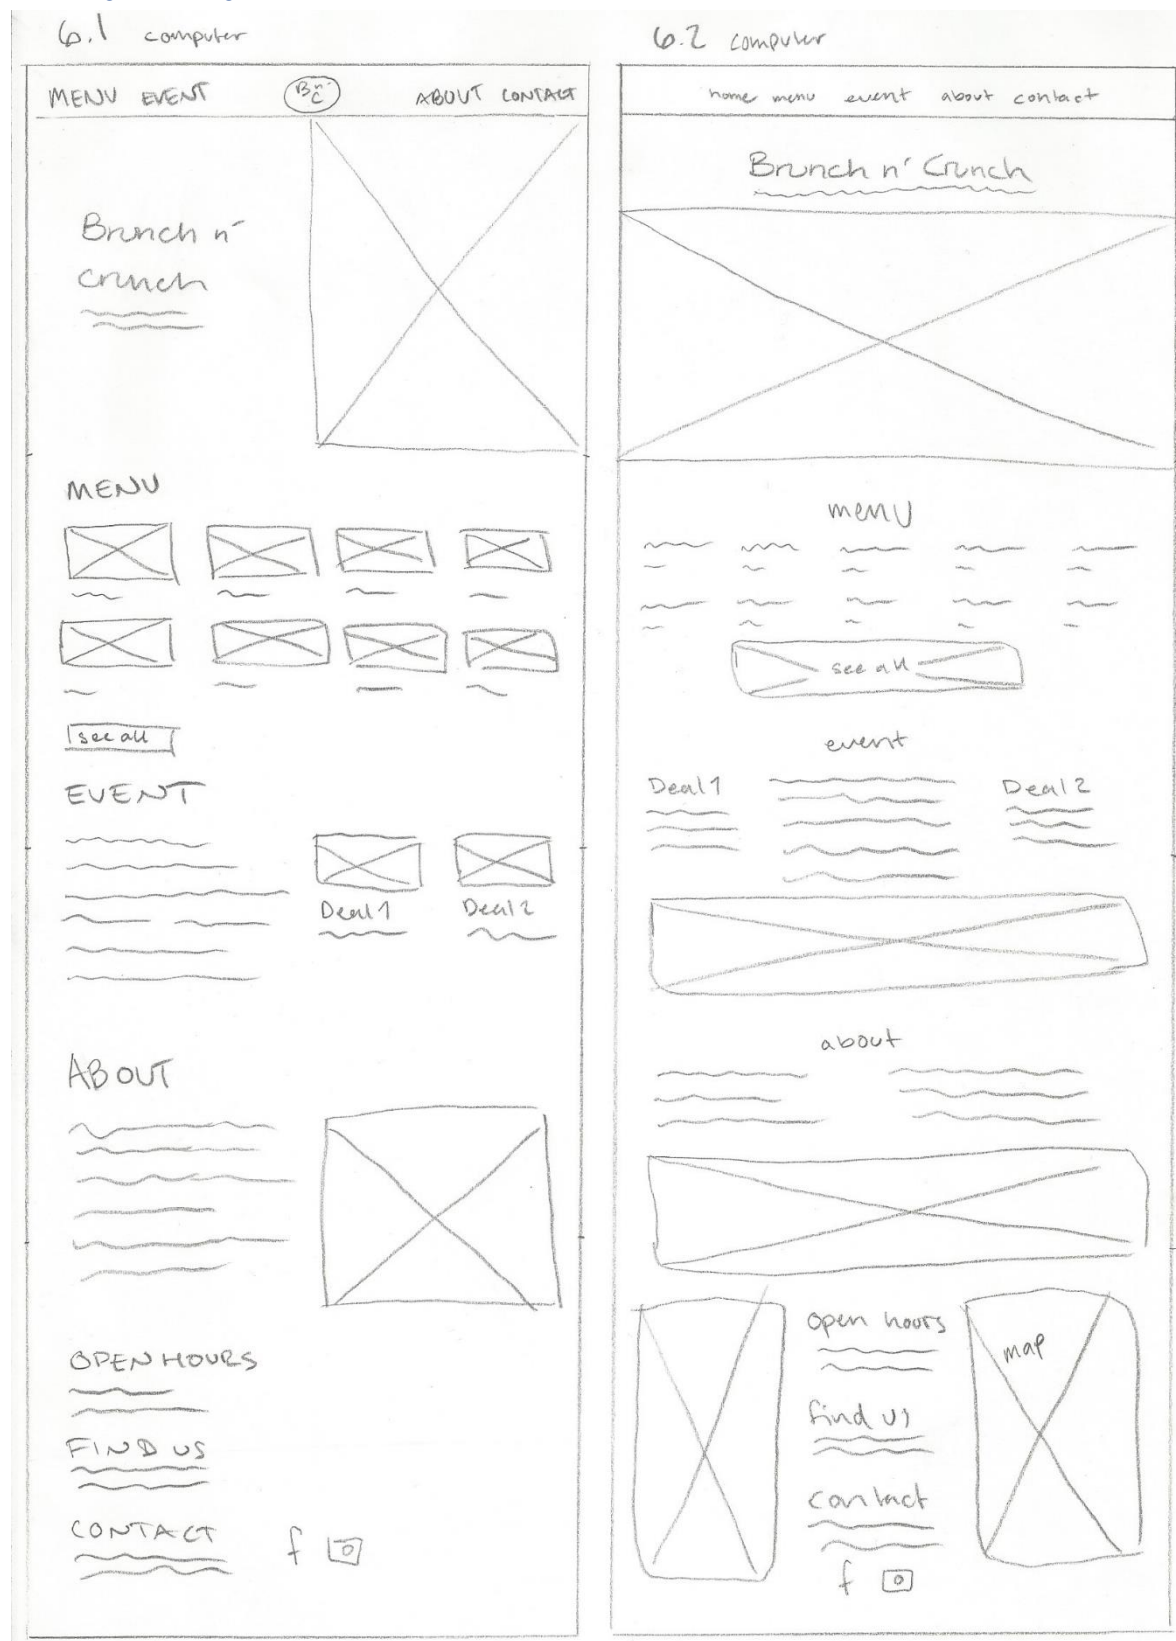 6.1 computer
MENU EVENT
B n' C
ABOUT CONTACT
Brunch n'
crunch
MENU
see all
EVENT
Deal 1
Deal 2
ABOUT
OPEN HOURS
FIND US
CONTACT
f
6.2 computer
home menu event about contact
Brunch n' Crunch
menu
see all
event
Deal 1
Deal 2
about
open hours
map
find us
contact
f